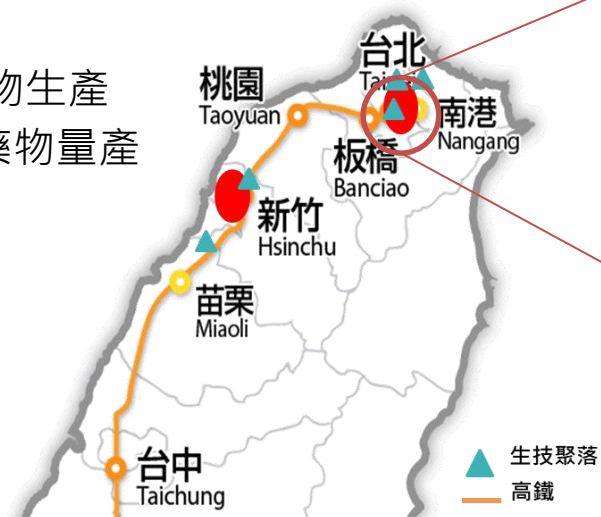 物生產
藥物量產
台北
桃園
Taoyuan
南港
Nangang
板橋
Banciao
新竹
Hsinchu
苗栗
Miaoli
台中
Taichung
生技聚落
高鐵